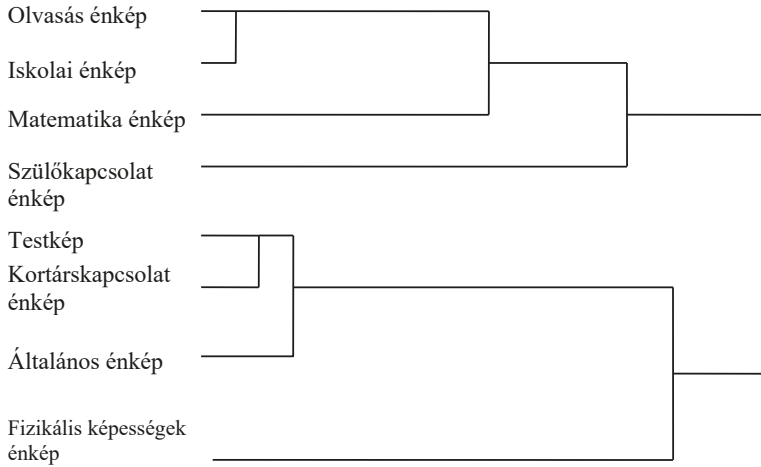 Olvasás énkép
Iskolai énkép
Matematika énkép
Szülőkapcsolat
énkép
Testkép
Kortárskapcsolat
énkép
Általános énkép
Fizikális képességek
énkép